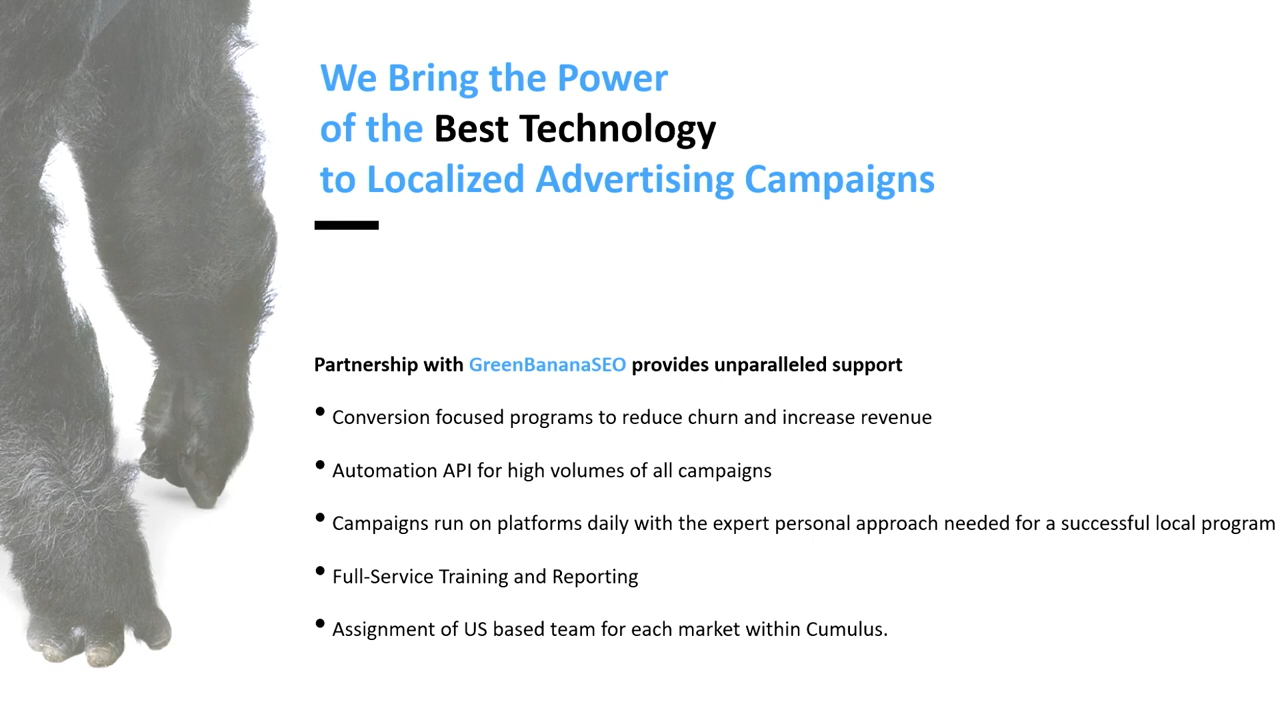 We Bring the Power
of the Best Technology
to Localized Advertising Campaigns
Partnership with GreenBananaSEO provides unparalleled support
• Conversion focused programs to reduce churn and increase revenue
• Automation API for high volumes of all campaigns
• Campaigns run on platforms daily with the expert personal approach needed for a successful local program
• Full-Service Training and Reporting
• Assignment of US based team for each market within Cumulus.